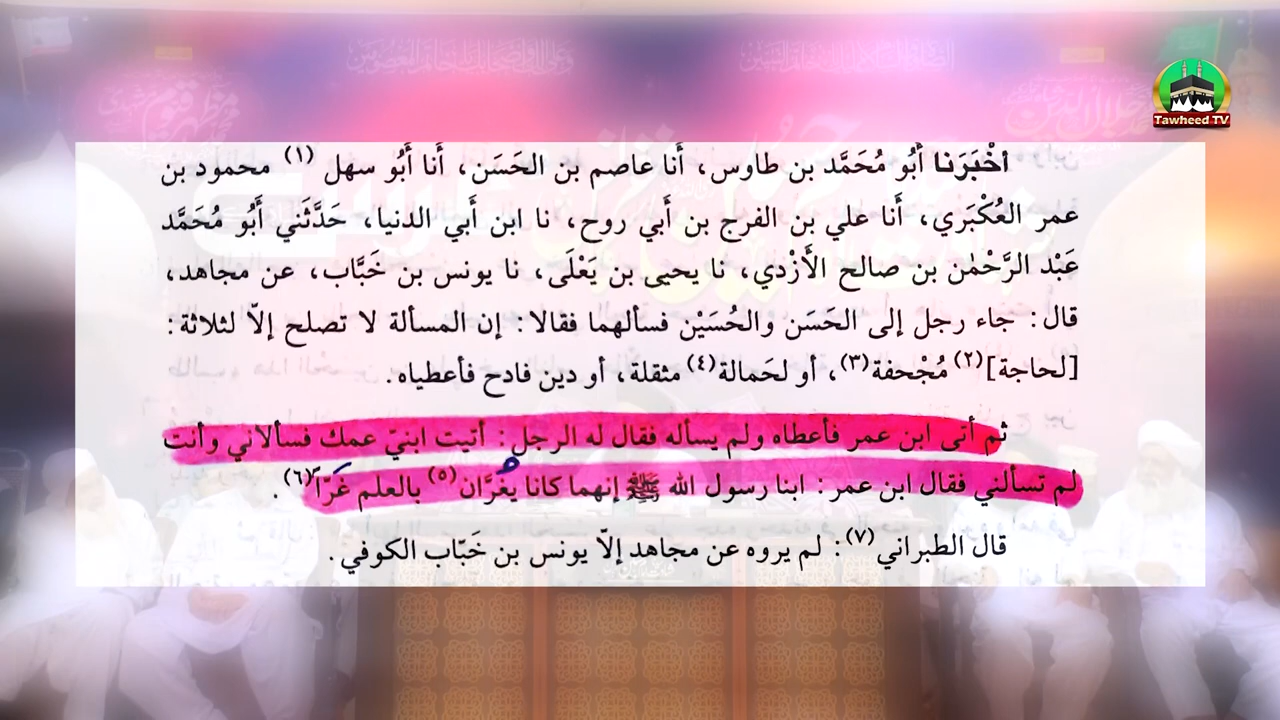 Tawheed TV
أخْبَرَنا أَبُو مُحَمَّد بن طاوس، أَنا عاصم بن الحَسَن، أَنا أَبُو سهل (١) محمود بن
عمر العُكْبَري، أَنا علي بن الفرج بن أَبي روح، نا ابن أَبي الدنيا، حَدَّثَني أَبُو مُحَمَّد
عَبْد الرَّحْمٰن بن صالح الأَزْدي، نا يحيى بن يَعْلَى، نا يونس بن خَبَّاب، عن مجاهد،
قال: جاء رجل إلى الحَسَن والحُسَيْن فسألهما فقالا: إن المسألة لا تصلح إلاّ لثلاثة:
[لحاجة](٢) مُجْحفة(٣)، أو لحَمالة(٤) مثقلة، أو دين فادح فأعطياه.
ثم أتى ابن عمر فأعطاه ولم يسأله فقال له الرجل: أتيت ابنيّ عمك فسألاني وأنت
لم تسألني فقال ابن عمر: ابنا رسول الله ﷺ إنهما كانا يغُرَّان(٥) بالعلم غَرّاً(٦).
قال الطبراني(٧): لم يروه عن مجاهد إلاّ يونس بن خَبّاب الكوفي.